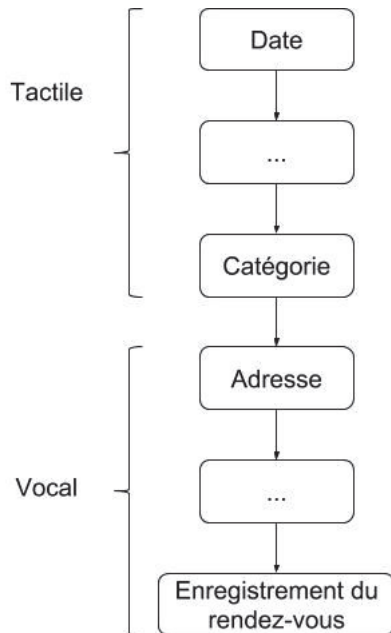 Date
Tactile
...
Catégorie
Adresse
Vocal
...
Enregistrement du
rendez-vous